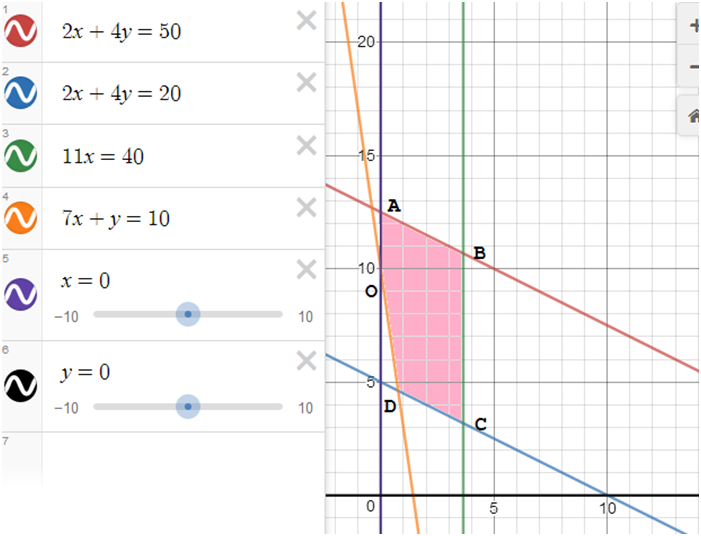 1
2x + 4y = 50
2
2x + 4y = 20
3
11x = 40
4
7x + y = 10
5
x = 0
−10
10
6
y = 0
−10
10
7
20
15
A
B
10
O
5
D
C
0
5
10
+
−